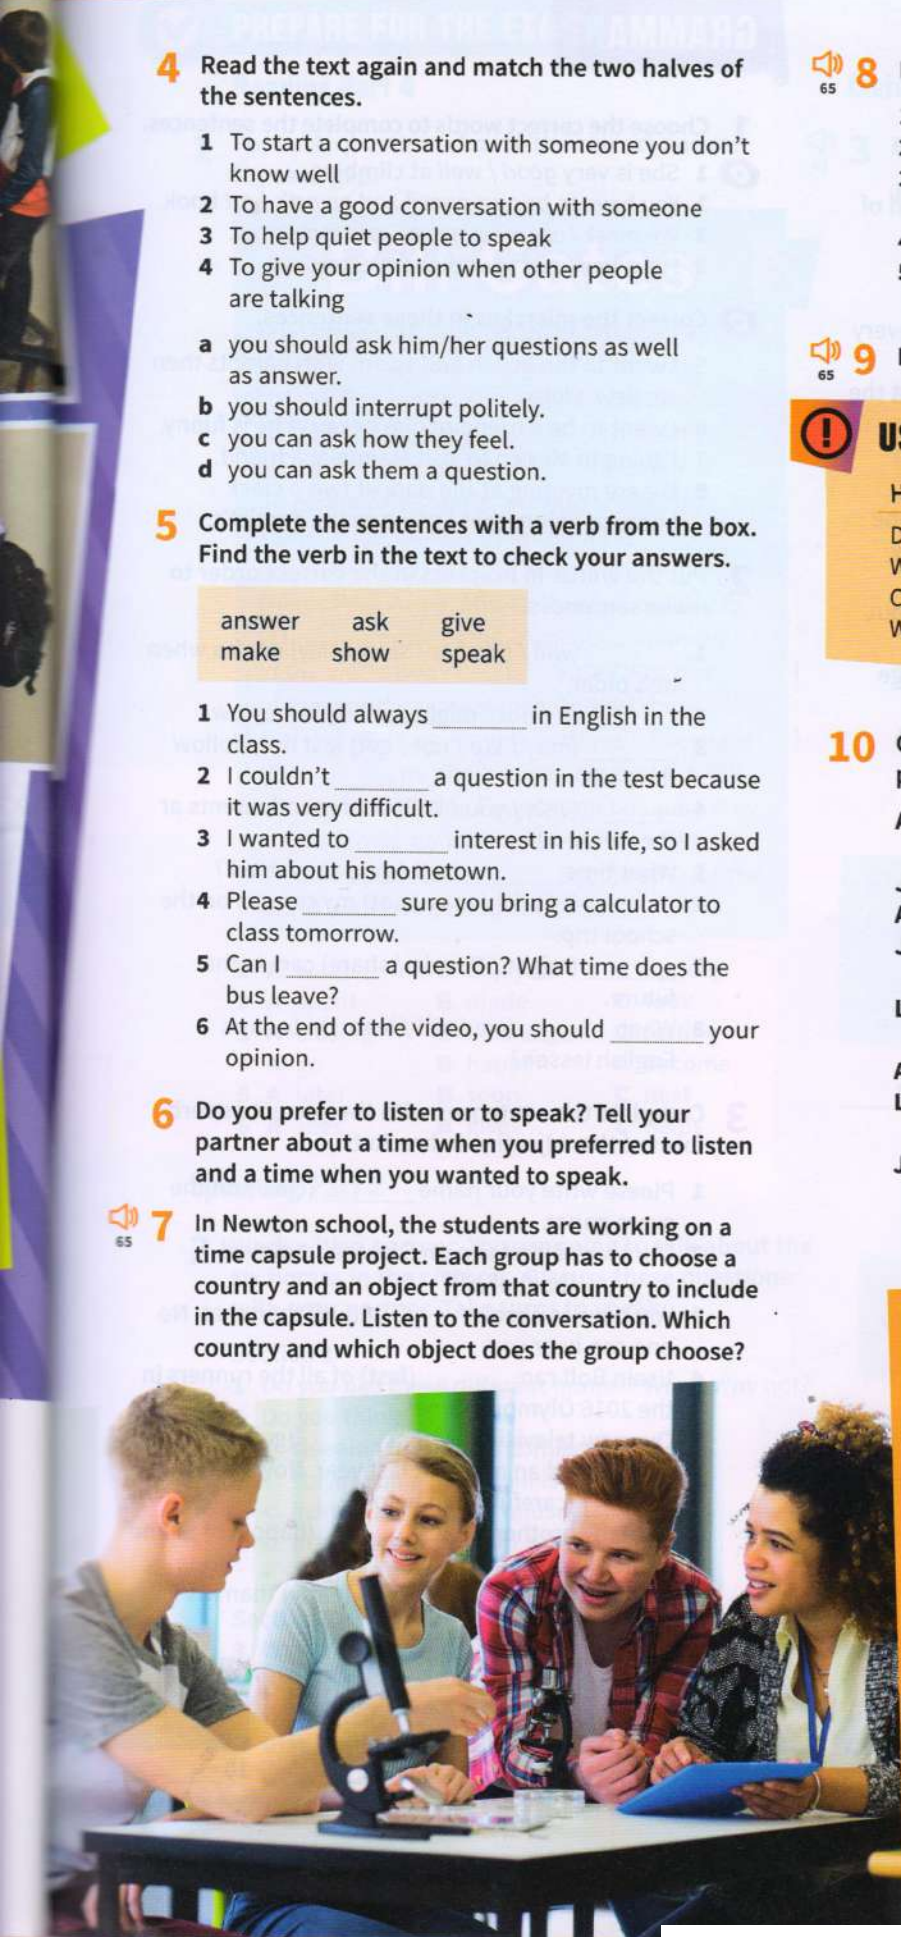 4 Read the text again and match the two halves of
the sentences.
1 To start a conversation with someone you don't
know well
2 To have a good conversation with someone
3 To help quiet people to speak
4 To give your opinion when other people
are talking
a you should ask him/her questions as well
as answer.
b you should interrupt politely.
c you can ask how they feel.
d you can ask them a question.
5 Complete the sentences with a verb from the box.
Find the verb in the text to check your answers.
answer ask give
make show speak
1 You should always ________ in English in the
class.
2 I couldn't ________ a question in the test because
it was very difficult.
3 I wanted to ________ interest in his life, so I asked
him about his hometown.
4 Please ________ sure you bring a calculator to
class tomorrow.
5 Can I ________ a question? What time does the
bus leave?
6 At the end of the video, you should ________ your
opinion.
6 Do you prefer to listen or to speak? Tell your
partner about a time when you preferred to listen
and a time when you wanted to speak.
65 7 In Newton school, the students are working on a
time capsule project. Each group has to choose a
country and an object from that country to include
in the capsule. Listen to the conversation. Which
country and which object does the group choose?
65 8
65 9
!
10